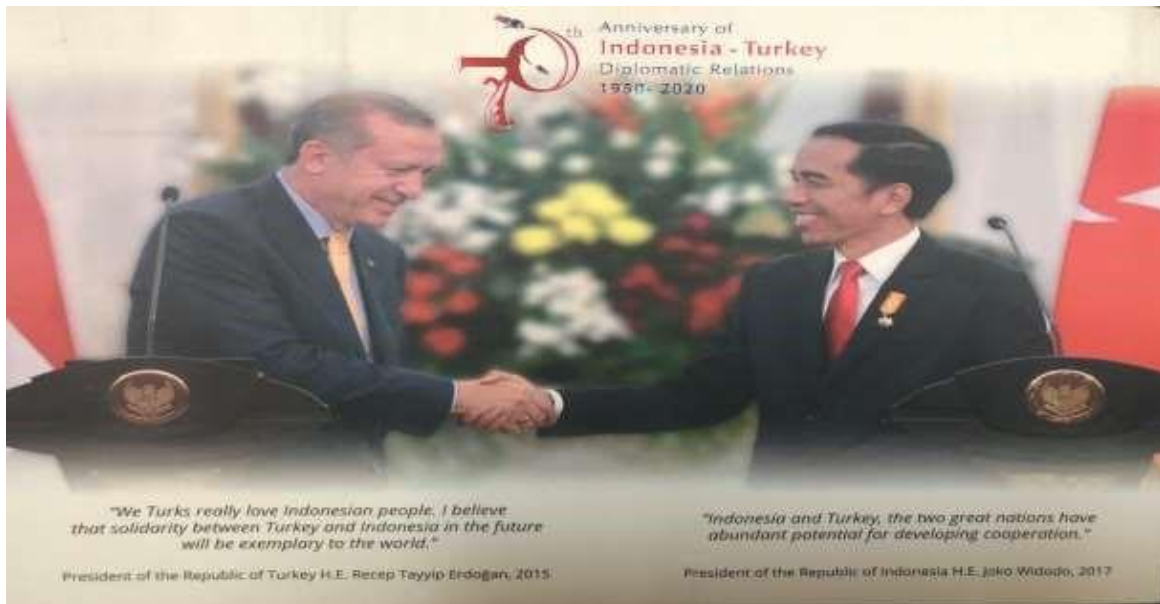 70th
Anniversary of
Indonesia - Turkey
Diplomatic Relations
1950- 2020
"We Turks really love Indonesian people. I believe
that solidarity between Turkey and Indonesia in the future
will be exemplary to the world."
President of the Republic of Turkey H.E. Recep Tayyip Erdoğan, 2015
"Indonesia and Turkey, the two great nations have
abundant potential for developing cooperation."
President of the Republic of Indonesia H.E. Joko Widodo, 2017